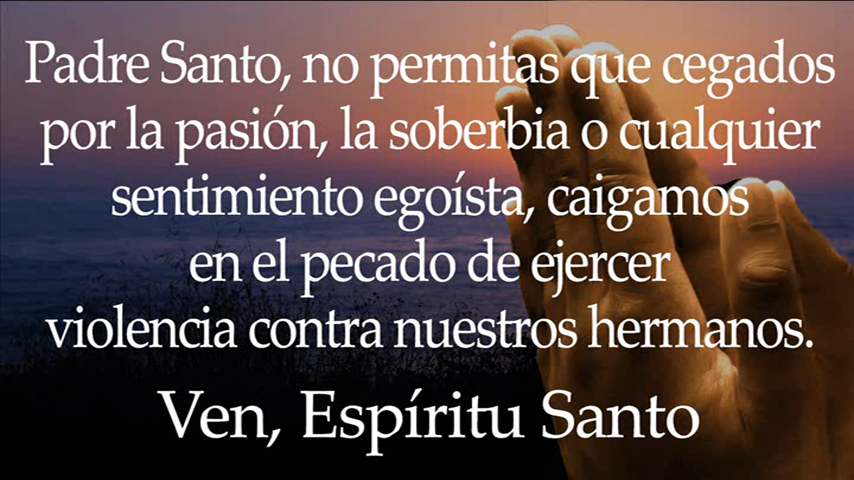 Padre Santo, no permitas que cegados
por la pasión, la soberbia o cualquier
sentimiento egoísta, caigamos
en el pecado de ejercer
violencia contra nuestros hermanos.
Ven, Espíritu Santo